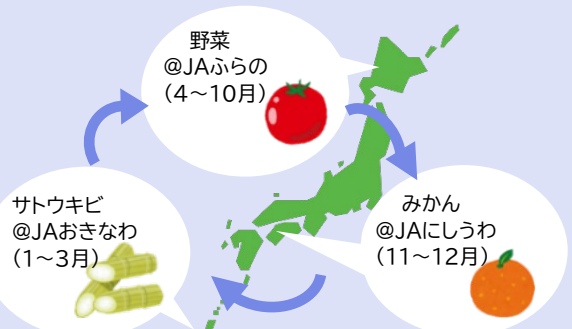 野菜
@JAふらの
(4～10月)
みかん
@JAにしうわ
(11～12月)
サトウキビ
@JAおきなわ
(1～3月)